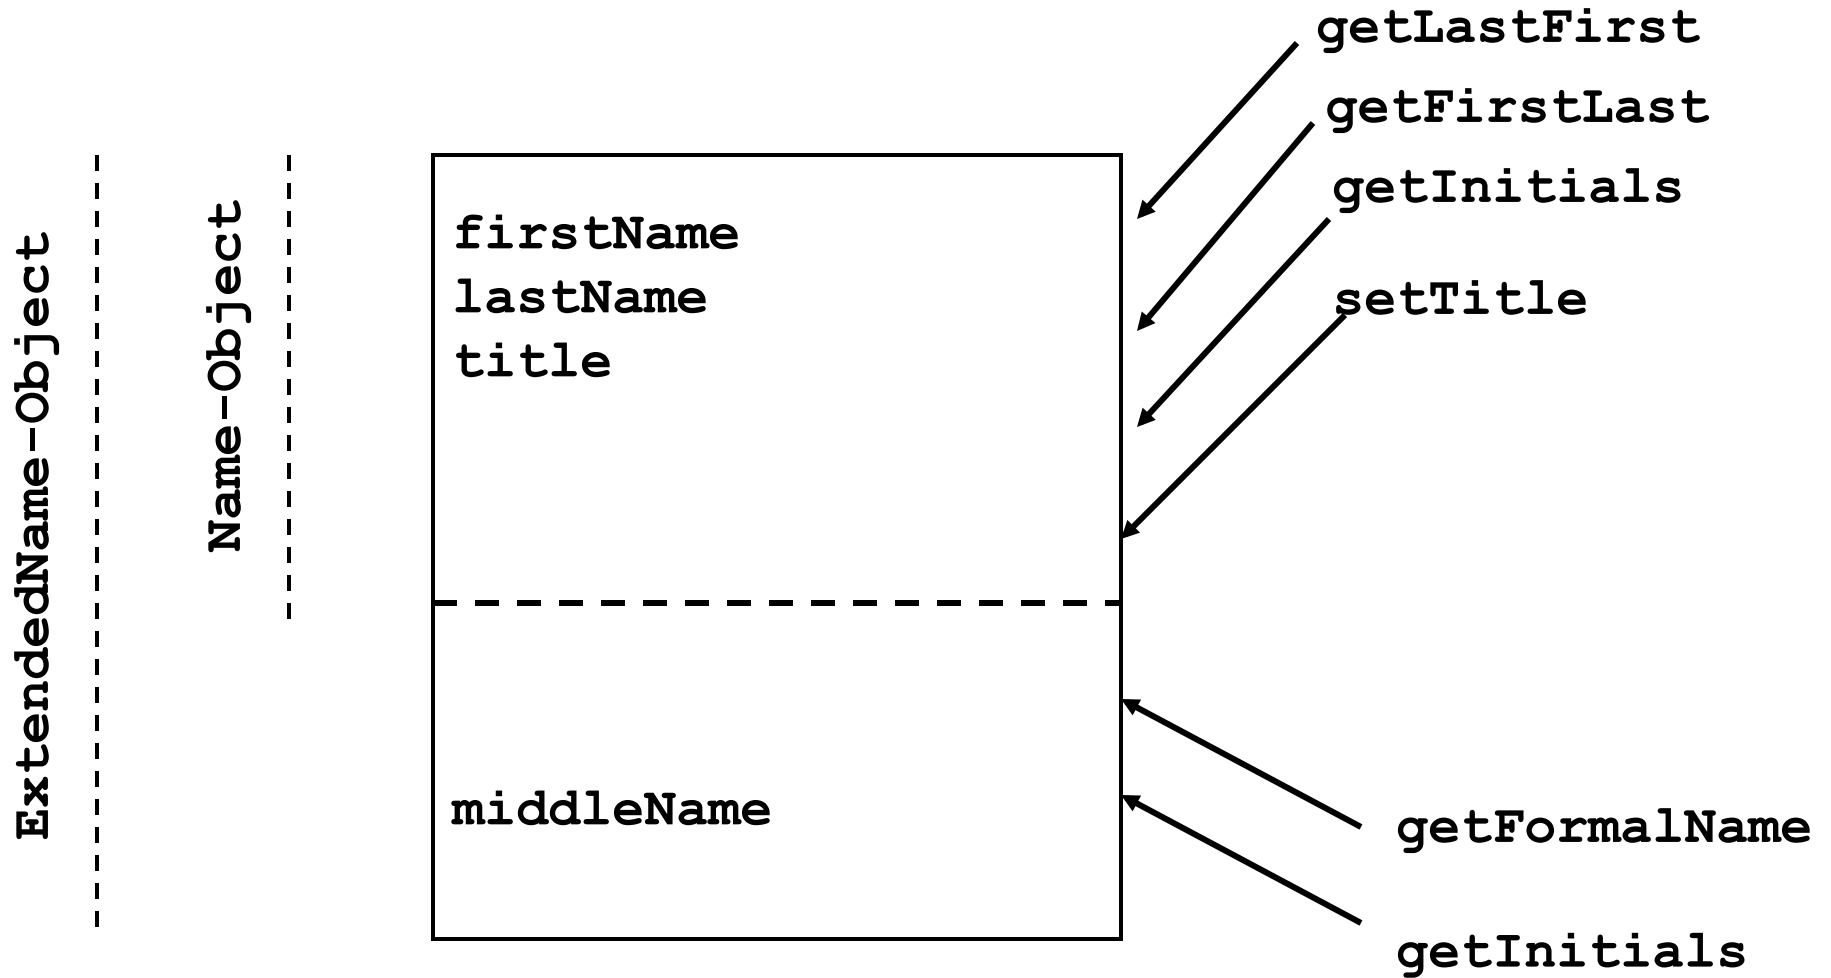 ExtendedName-Object
Name-Object
firstName
lastName
title
middleName
getLastFirst
getFirstLast
getInitials
setTitle
getFormalName
getInitials